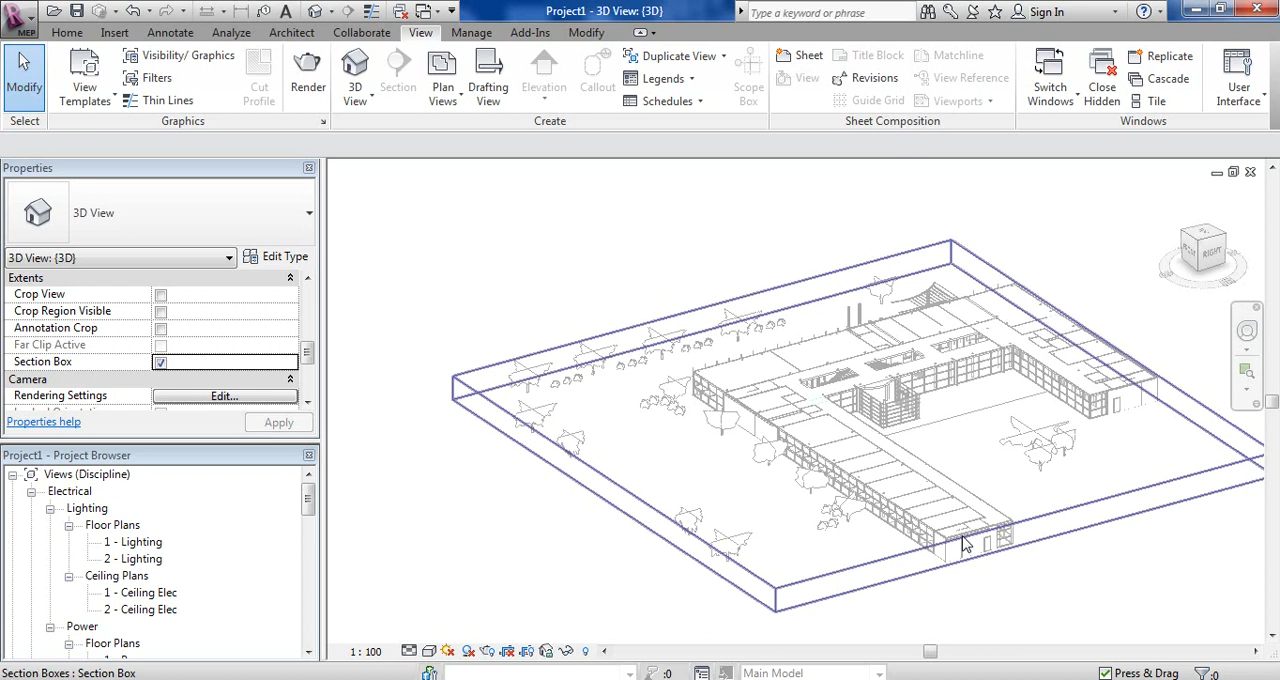 Project1 - 3D View: {3D}
Type a keyword or phrase
Sign In
MEP
Home Insert Annotate Analyze Architect Collaborate View Manage Add-Ins Modify
Modify
Select
View Templates
Visibility/ Graphics
Filters
Thin Lines
Cut Profile
Graphics
Render
3D View
Section
Plan Views
Drafting View
Elevation
Callout
Duplicate View
Legends
Schedules
Scope Box
Create
Sheet
View
Title Block
Revisions
Guide Grid
Matchline
View Reference
Viewports
Sheet Composition
Switch Windows
Close Hidden
Replicate
Cascade
Tile
Windows
User Interface
Properties
3D View
3D View: {3D}
Edit Type
Extents
Crop View
Crop Region Visible
Annotation Crop
Far Clip Active
Section Box
Camera
Rendering Settings Edit...
Properties help
Apply
Project1 - Project Browser
Views (Discipline)
Electrical
Lighting
Floor Plans
1 - Lighting
2 - Lighting
Ceiling Plans
1 - Ceiling Elec
2 - Ceiling Elec
Power
Floor Plans
RIGHT
1 : 100
Section Boxes : Section Box
:0
Main Model
Press & Drag
:0